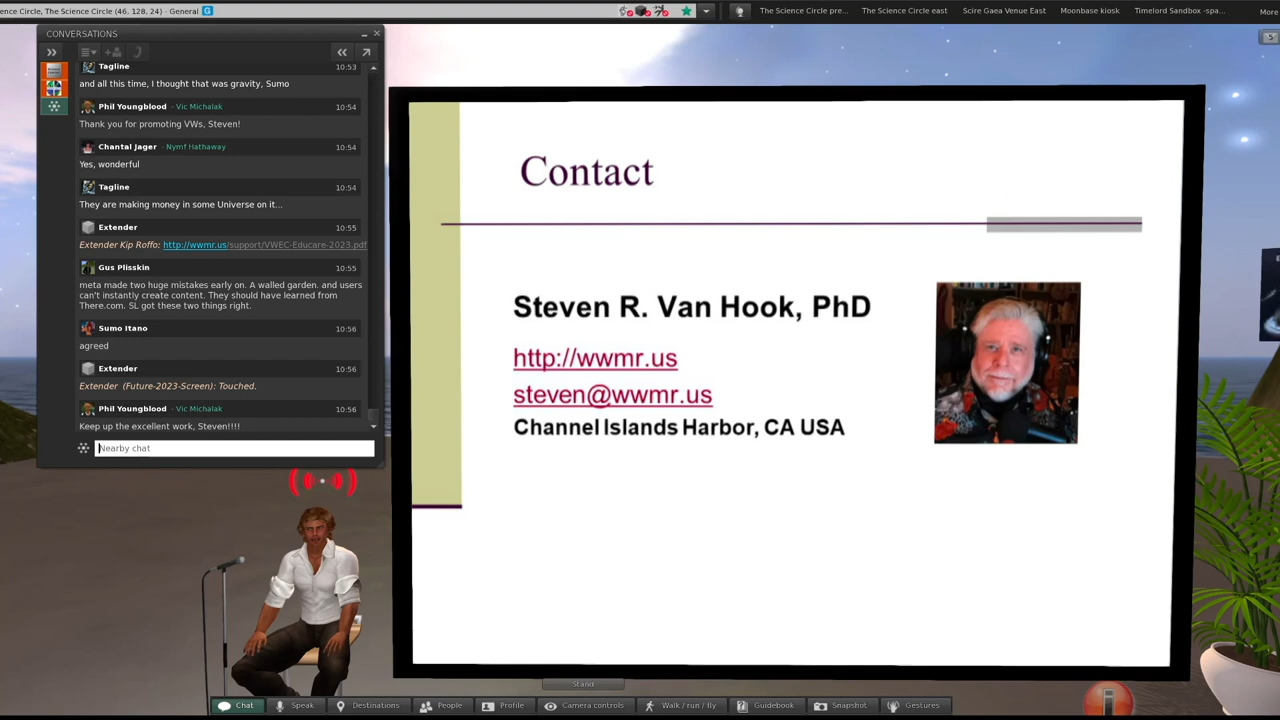 ence Circle, The Science Circle (46, 128, 24) - General G
The Science Circle pre... The Science Circle east Scire Gaea Venue East Moonbase kiosk Timelord Sandbox -spa... More
5
CONVERSATIONS
Tagline 10:53
and all this time, I thought that was gravity, Sumo
Phil Youngblood - Vic Michalak 10:54
Thank you for promoting VWs, Steven!
Chantal Jager - Nymf Hathaway 10:54
Yes, wonderful
Tagline 10:54
They are making money in some Universe on it...
Extender 10:55
Extender Kip Roffo: http://wwmr.us/support/VWEC-Educare-2023.pdf
Gus Plisskin 10:55
meta made two huge mistakes early on. A walled garden. and users
can't instantly create content. They should have learned from
There.com. SL got these two things right.
Sumo Itano 10:56
agreed
Extender 10:56
Extender (Future-2023-Screen): Touched.
Phil Youngblood - Vic Michalak 10:56
Keep up the excellent work, Steven!!!!
Nearby chat
Contact
Steven R. Van Hook, PhD
http://wwmr.us
steven@wwmr.us
Channel Islands Harbor, CA USA
Stand
Chat Speak Destinations People Profile Camera controls Walk / run / fly Guidebook Snapshot Gestures